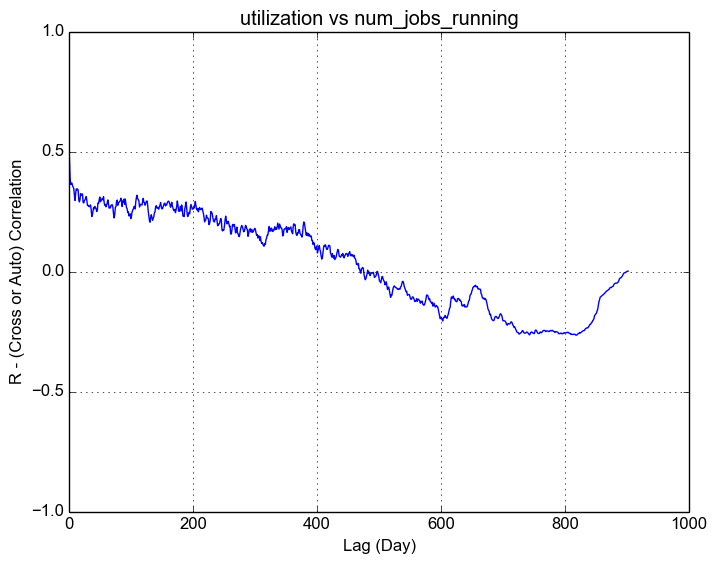 utilization vs num_jobs_running
1.0
0.5
0.0
−0.5
−1.0
R - (Cross or Auto) Correlation
0 200 400 600 800 1000
Lag (Day)